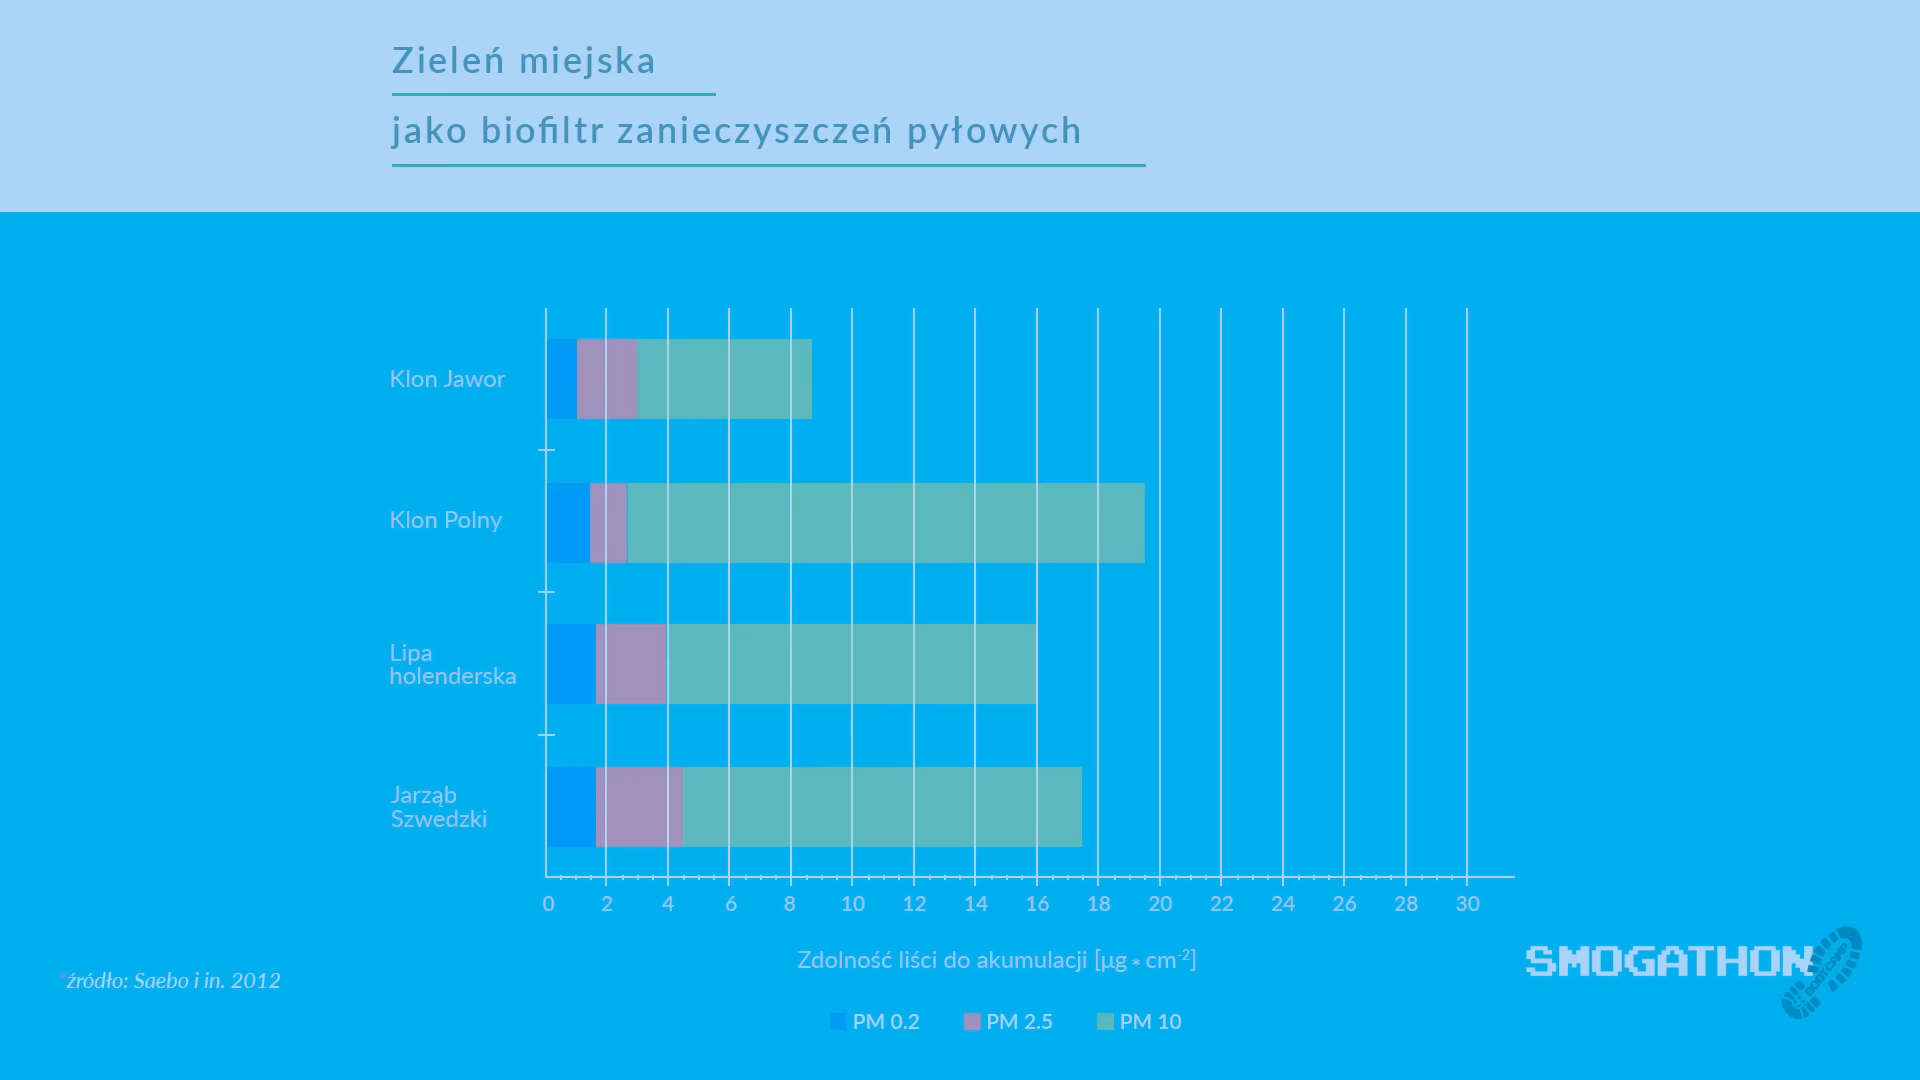 Zieleń miejska
jako biofiltr zanieczyszczeń pyłowych
Klon Jawor
Klon Polny
Lipa
holenderska
Jarząb
Szwedzki
0 2 4 6 8 10 12 14 16 18 20 22 24 26 28 30
Zdolność liści do akumulacji [µg * cm⁻²]
PM 0.2 PM 2.5 PM 10
*źródło: Saebo i in. 2012
SMOGATHON
BOOTCAMP